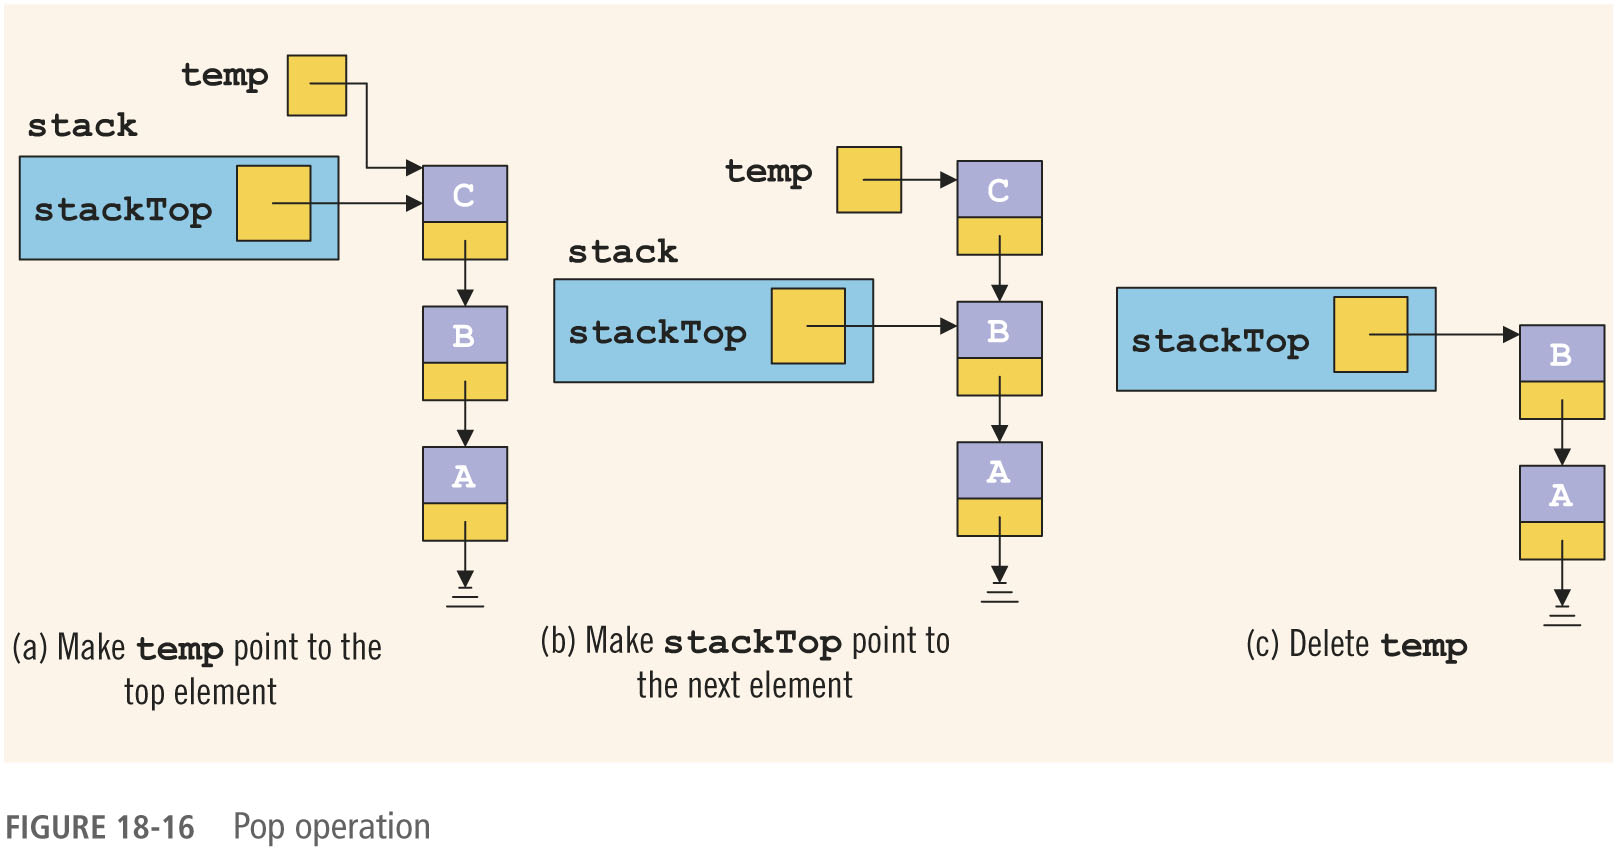 temp
stack
stackTop
C
B
A
(a) Make temp point to the
top element
temp
stack
stackTop
C
B
A
(b) Make stackTop point to
the next element
stackTop
B
A
(c) Delete temp
FIGURE 18-16 Pop operation